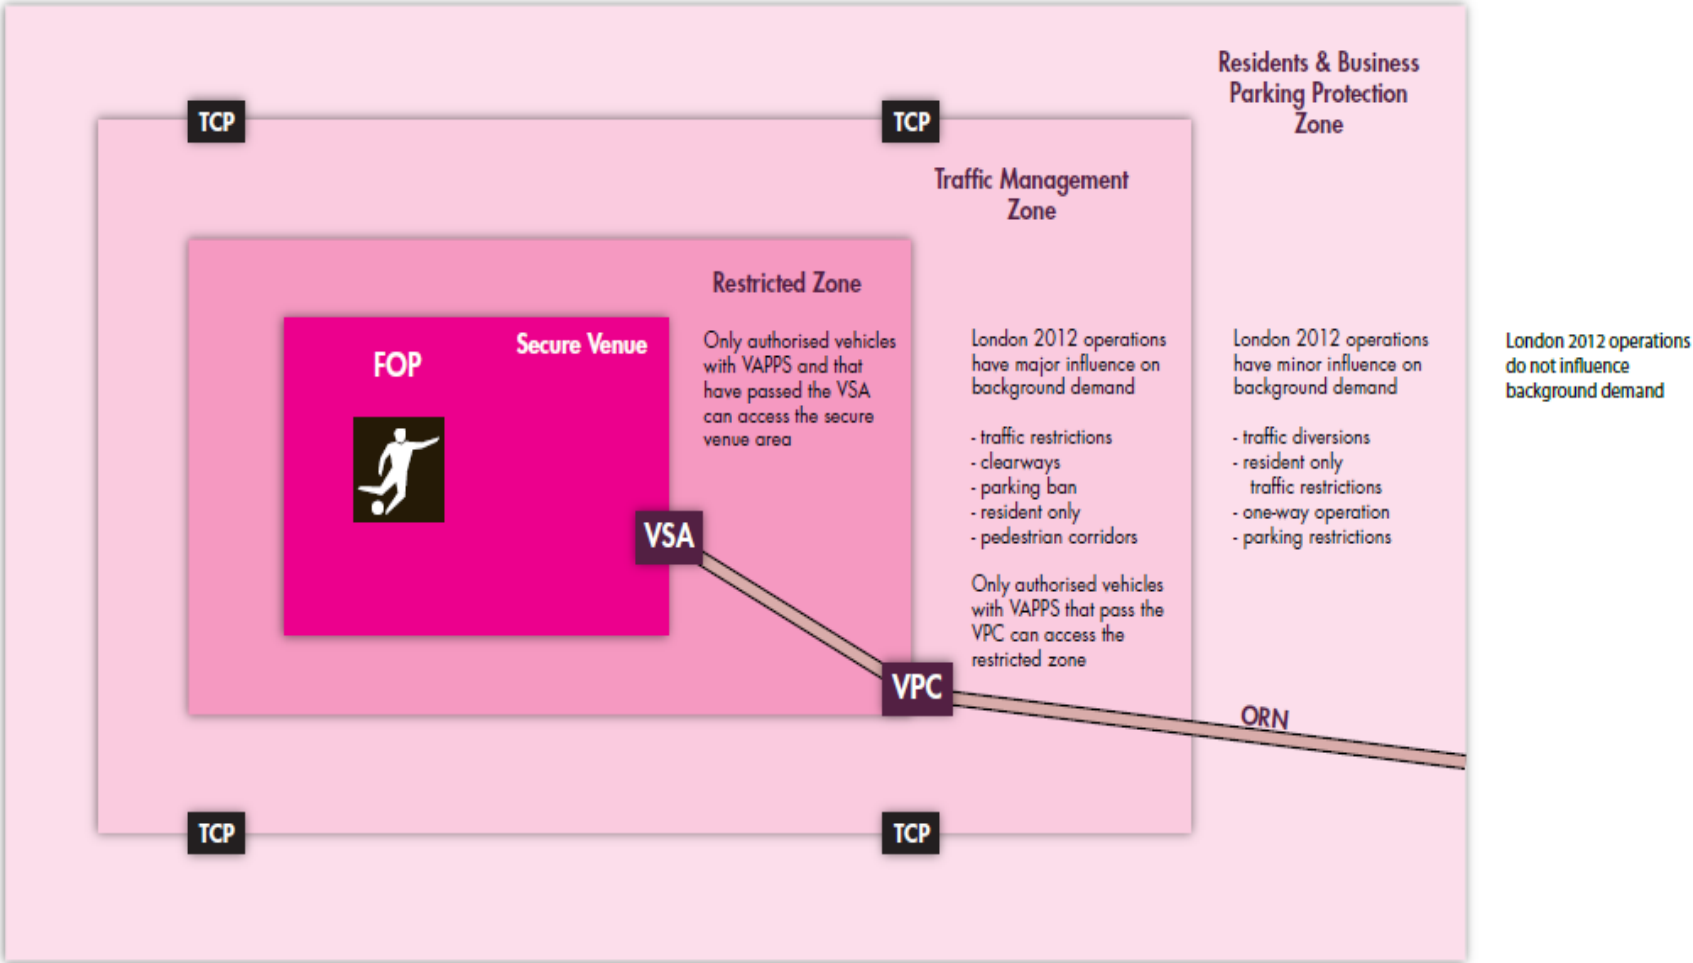 Residents & Business
Parking Protection
Zone
TCP
TCP
Traffic Management
Zone
Restricted Zone
Secure Venue
FOP
Only authorised vehicles
with VAPPS and that
have passed the VSA
can access the secure
venue area
London 2012 operations
have major influence on
background demand
- traffic restrictions
- clearways
- parking ban
- resident only
- pedestrian corridors
Only authorised vehicles
with VAPPS that pass the
VPC can access the
restricted zone
London 2012 operations
have minor influence on
background demand
- traffic diversions
- resident only
traffic restrictions
- one-way operation
- parking restrictions
London 2012 operations
do not influence
background demand
VSA
VPC
ORN
TCP
TCP